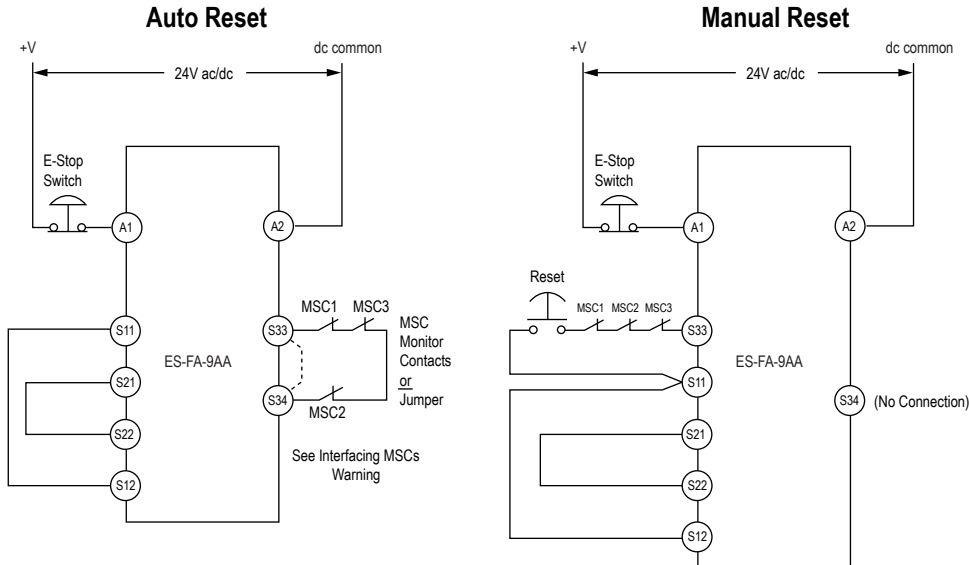 Auto Reset
+V
dc common
24V ac/dc
E-Stop
Switch
A1
A2
MSC1 MSC3
S11
S33
MSC
Monitor
Contacts
or
Jumper
ES-FA-9AA
S21
S34
MSC2
S22
See Interfacing MSCs
Warning
S12
Manual Reset
+V
dc common
24V ac/dc
E-Stop
Switch
A1
A2
Reset
MSC1 MSC2 MSC3
S33
ES-FA-9AA
S11
S34 (No Connection)
S21
S22
S12